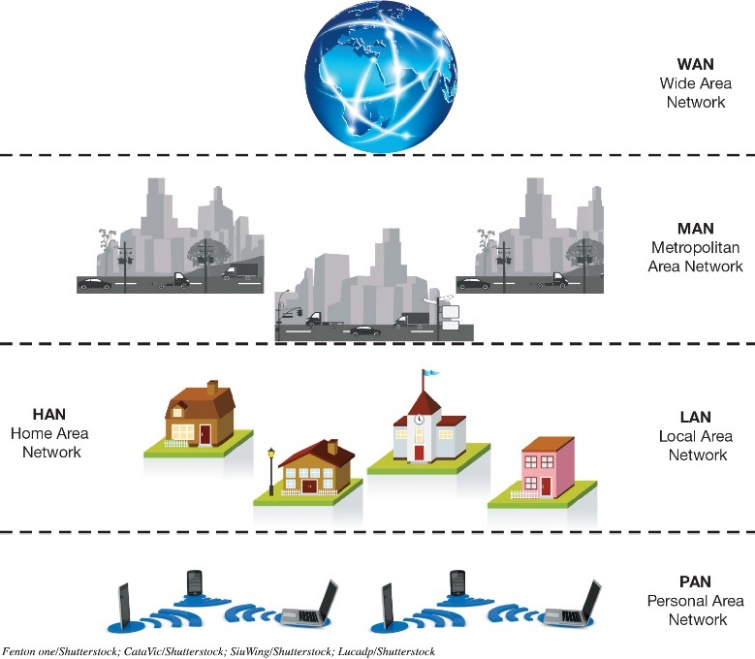 WAN
Wide Area
Network
MAN
Metropolitan
Area Network
HAN
Home Area
Network
LAN
Local Area
Network
PAN
Personal Area
Network
Fenton one/Shutterstock; CataVic/Shutterstock; SiuWing/Shutterstock; Lucadp/Shutterstock